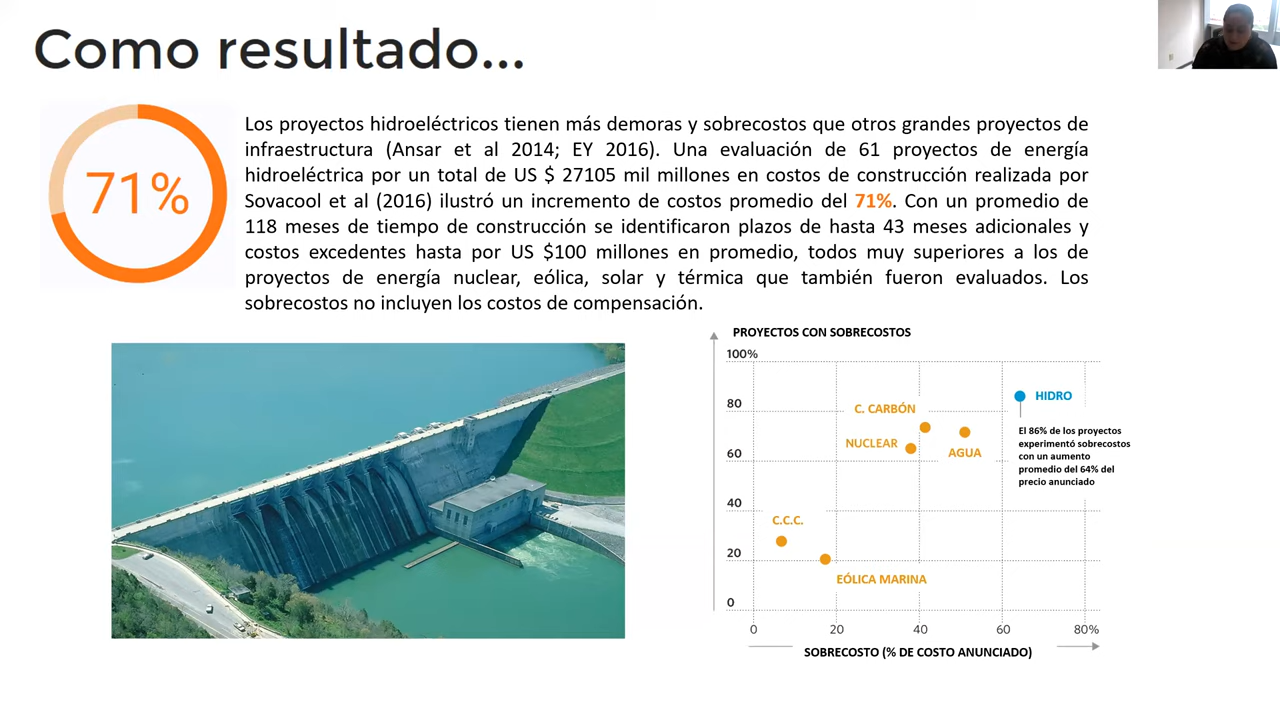 Como resultado...
71%
Los proyectos hidroeléctricos tienen más demoras y sobrecostos que otros grandes proyectos de
infraestructura (Ansar et al 2014; EY 2016). Una evaluación de 61 proyectos de energía
hidroeléctrica por un total de US $ 27105 mil millones en costos de construcción realizada por
Sovacool et al (2016) ilustró un incremento de costos promedio del 71%. Con un promedio de
118 meses de tiempo de construcción se identificaron plazos de hasta 43 meses adicionales y
costos excedentes hasta por US $100 millones en promedio, todos muy superiores a los de
proyectos de energía nuclear, eólica, solar y térmica que también fueron evaluados. Los
sobrecostos no incluyen los costos de compensación.
PROYECTOS CON SOBRECOSTOS
100%
80
60
40
20
0
HIDRO
C. CARBÓN
NUCLEAR
AGUA
El 86% de los proyectos
experimentó sobrecostos
con un aumento
promedio del 64% del
precio anunciado
C.C.C.
EÓLICA MARINA
0 20 40 60 80%
SOBRECOSTO (% DE COSTO ANUNCIADO)